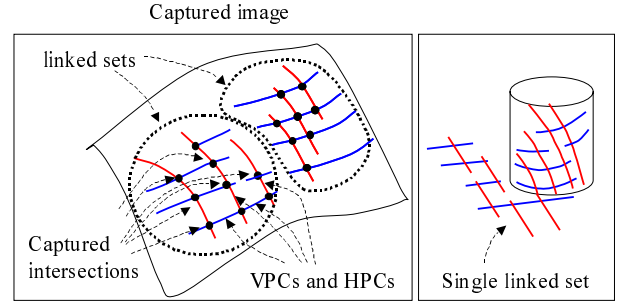 Captured image
linked sets
Captured
intersections
VPCs and HPCs
Single linked set